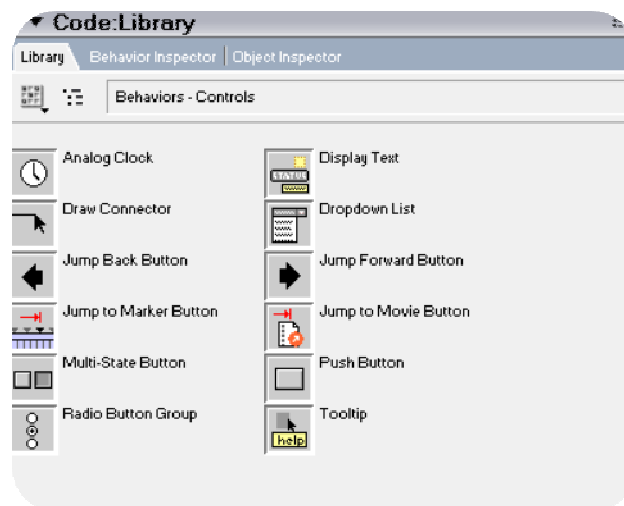 Code:Library
Library Behavior Inspector Object Inspector
Behaviors - Controls
Analog Clock Display Text
STATUS
Draw Connector Dropdown List
Jump Back Button Jump Forward Button
Jump to Marker Button Jump to Movie Button
Multi-State Button Push Button
Radio Button Group Tooltip
help